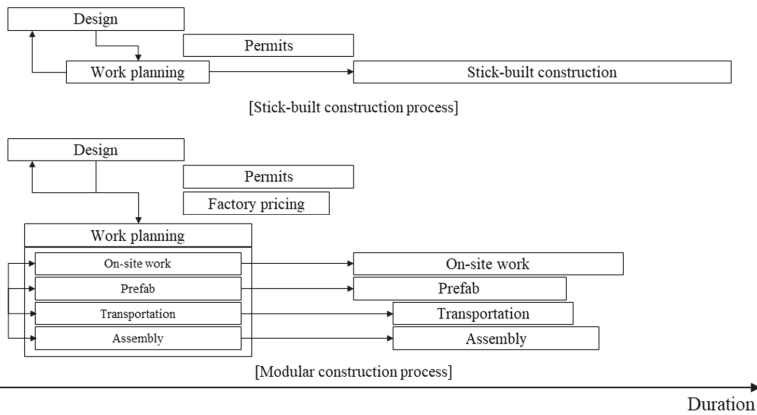 Design
Permits
Work planning
Stick-built construction
[Stick-built construction process]
Design
Permits
Factory pricing
Work planning
On-site work
On-site work
Prefab
Prefab
Transportation
Transportation
Assembly
Assembly
[Modular construction process]
Duration